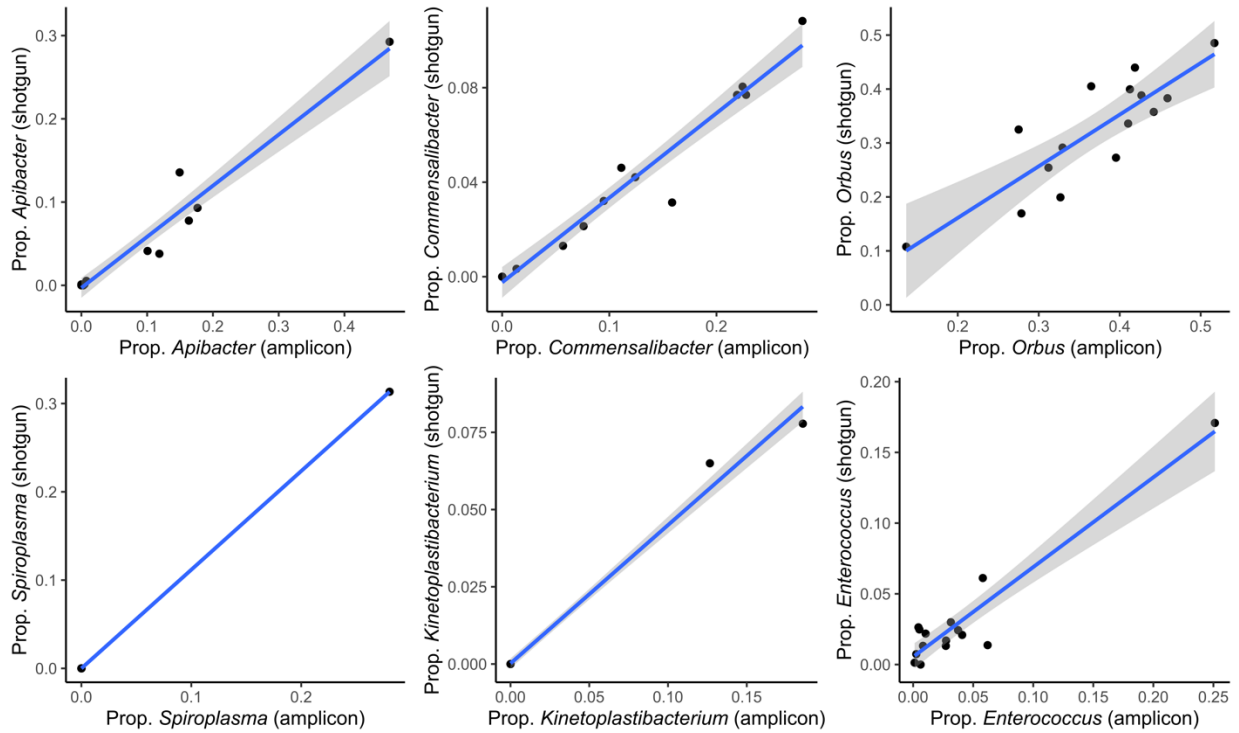 Prop. Apibacter (shotgun)
0.3
0.2
0.1
0.0
0.0 0.1 0.2 0.3 0.4
Prop. Apibacter (amplicon)
Prop. Commensalibacter (shotgun)
0.08
0.04
0.00
0.0 0.1 0.2
Prop. Commensalibacter (amplicon)
Prop. Orbus (shotgun)
0.5
0.4
0.3
0.2
0.1
0.0
0.2 0.3 0.4 0.5
Prop. Orbus (amplicon)
Prop. Spiroplasma (shotgun)
0.3
0.2
0.1
0.0
0.0 0.1 0.2
Prop. Spiroplasma (amplicon)
Prop. Kinetoplastibacterium (shotgun)
0.075
0.050
0.025
0.000
0.00 0.05 0.10 0.15
Prop. Kinetoplastibacterium (amplicon)
Prop. Enterococcus (shotgun)
0.20
0.15
0.10
0.05
0.00
0.00 0.05 0.10 0.15 0.20 0.25
Prop. Enterococcus (amplicon)